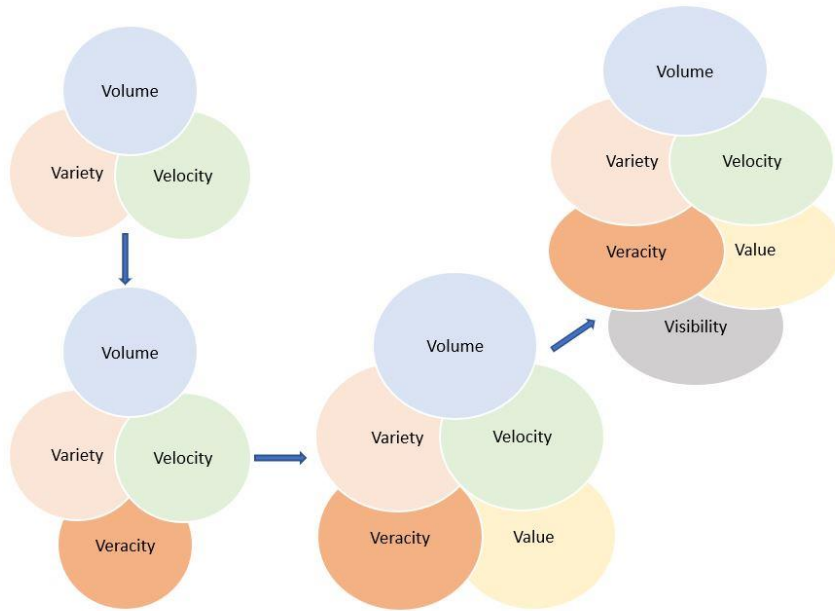 Volume
Variety
Velocity
Volume
Variety
Velocity
Veracity
Volume
Variety
Velocity
Veracity
Value
Volume
Variety
Velocity
Veracity
Value
Visibility